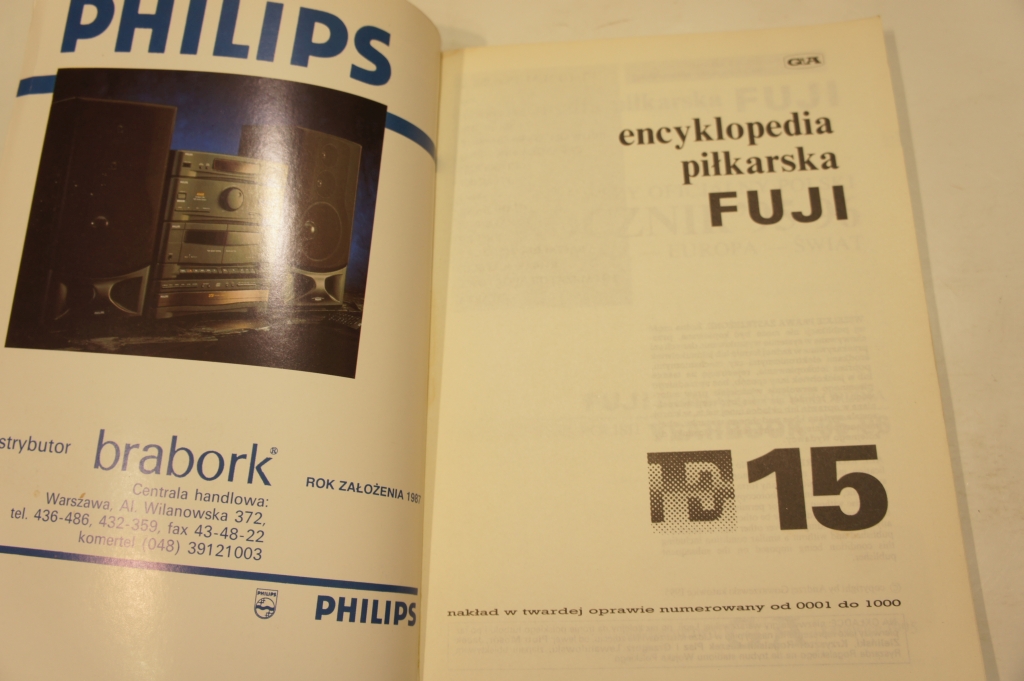 PHILIPS
strybutor brabork®
ROK ZAŁOŻENIA 1987
Centrala handlowa:
Warszawa, Al. Wilanowska 372,
tel. 436-486, 432-359, fax 43-48-22
komertel (048) 39121003
PHILIPS
PHILIPS
GiA
encyklopedia
piłkarska
FUJI
15
nakład w twardej oprawie numerowany od 0001 do 1000